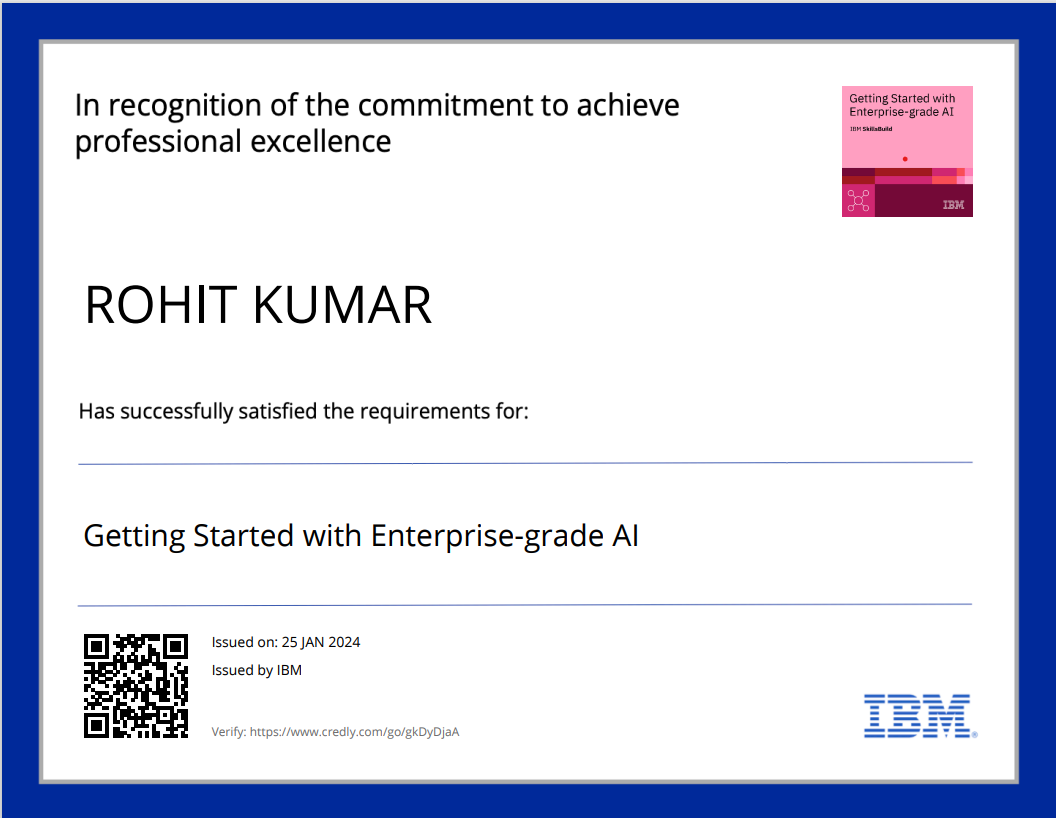 In recognition of the commitment to achieve
professional excellence
Getting Started with
Enterprise-grade AI
IBM SkillsBuild
IBM
ROHIT KUMAR
Has successfully satisfied the requirements for:
Getting Started with Enterprise-grade AI
Issued on: 25 JAN 2024
Issued by IBM
Verify: https://www.credly.com/go/gkDyDjaA
IBM®